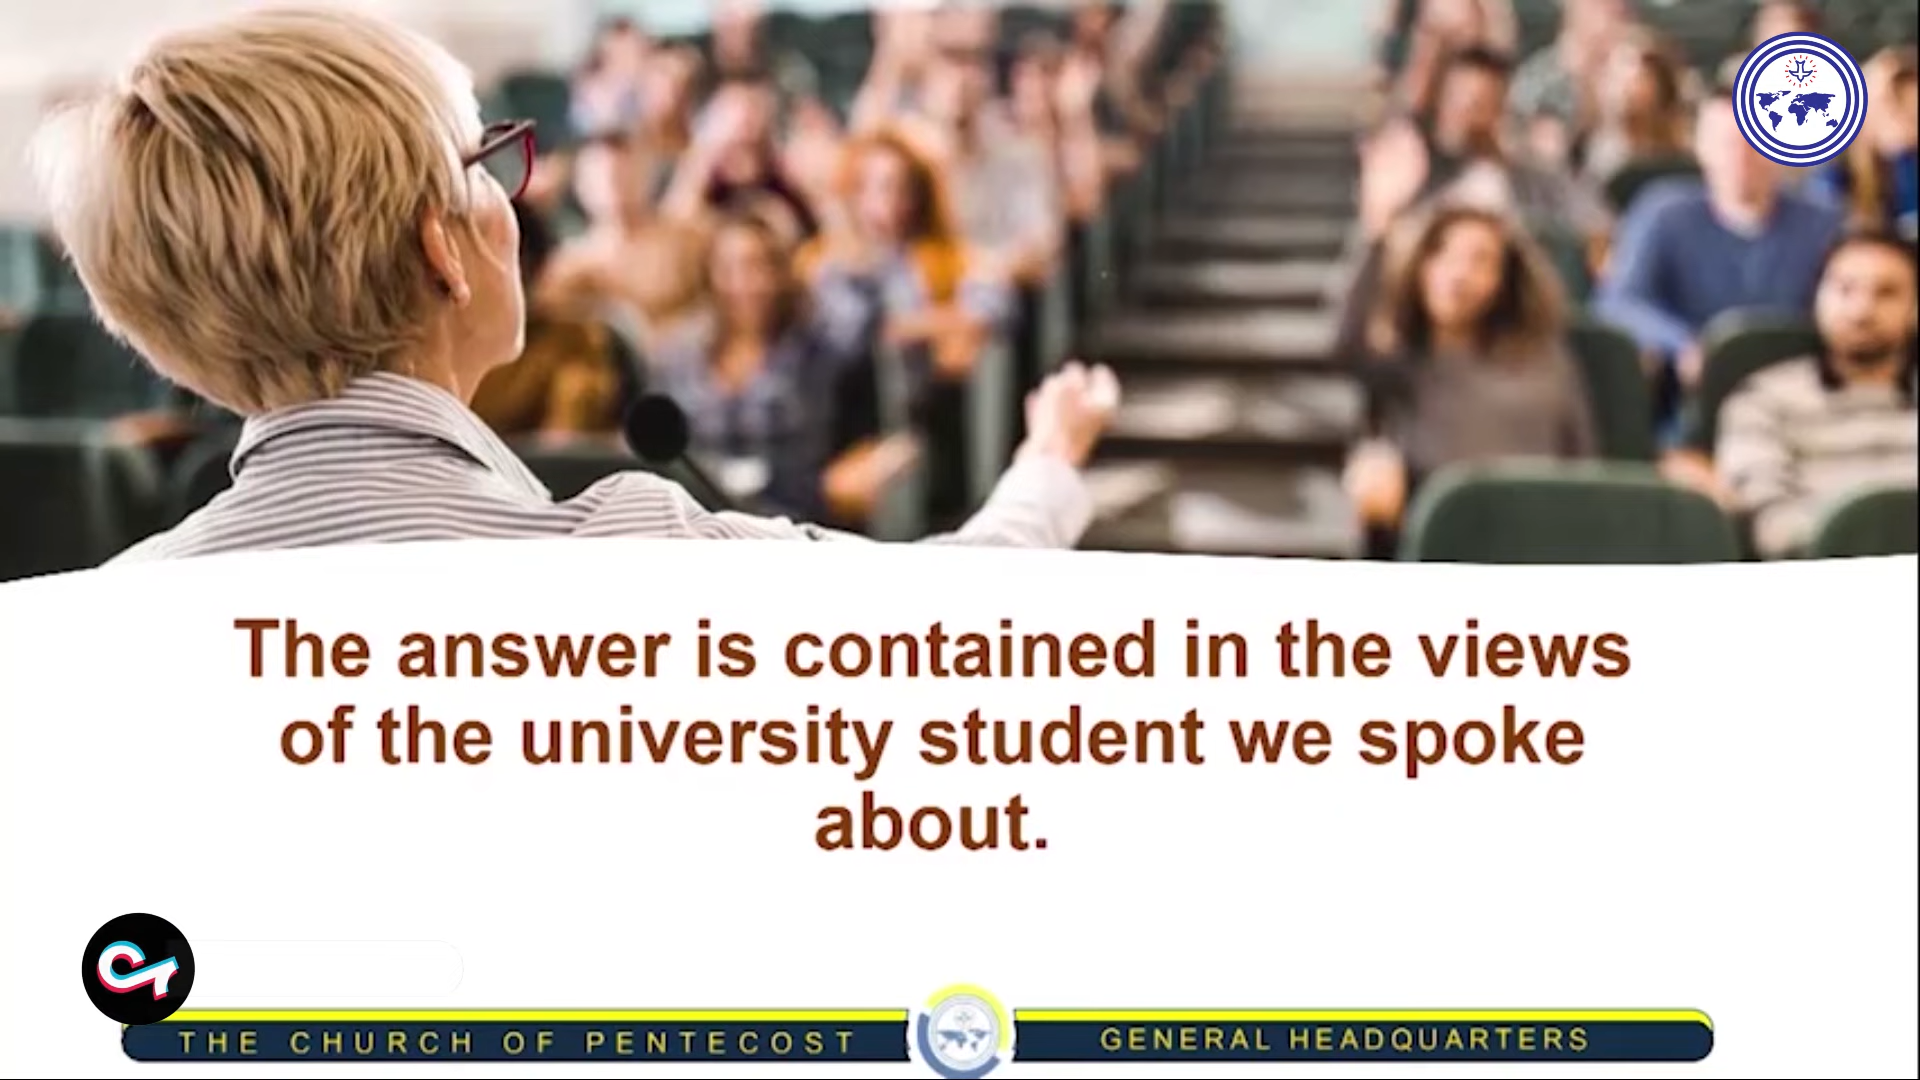 The answer is contained in the views
of the university student we spoke
about.
THE CHURCH OF PENTECOST
GENERAL HEADQUARTERS